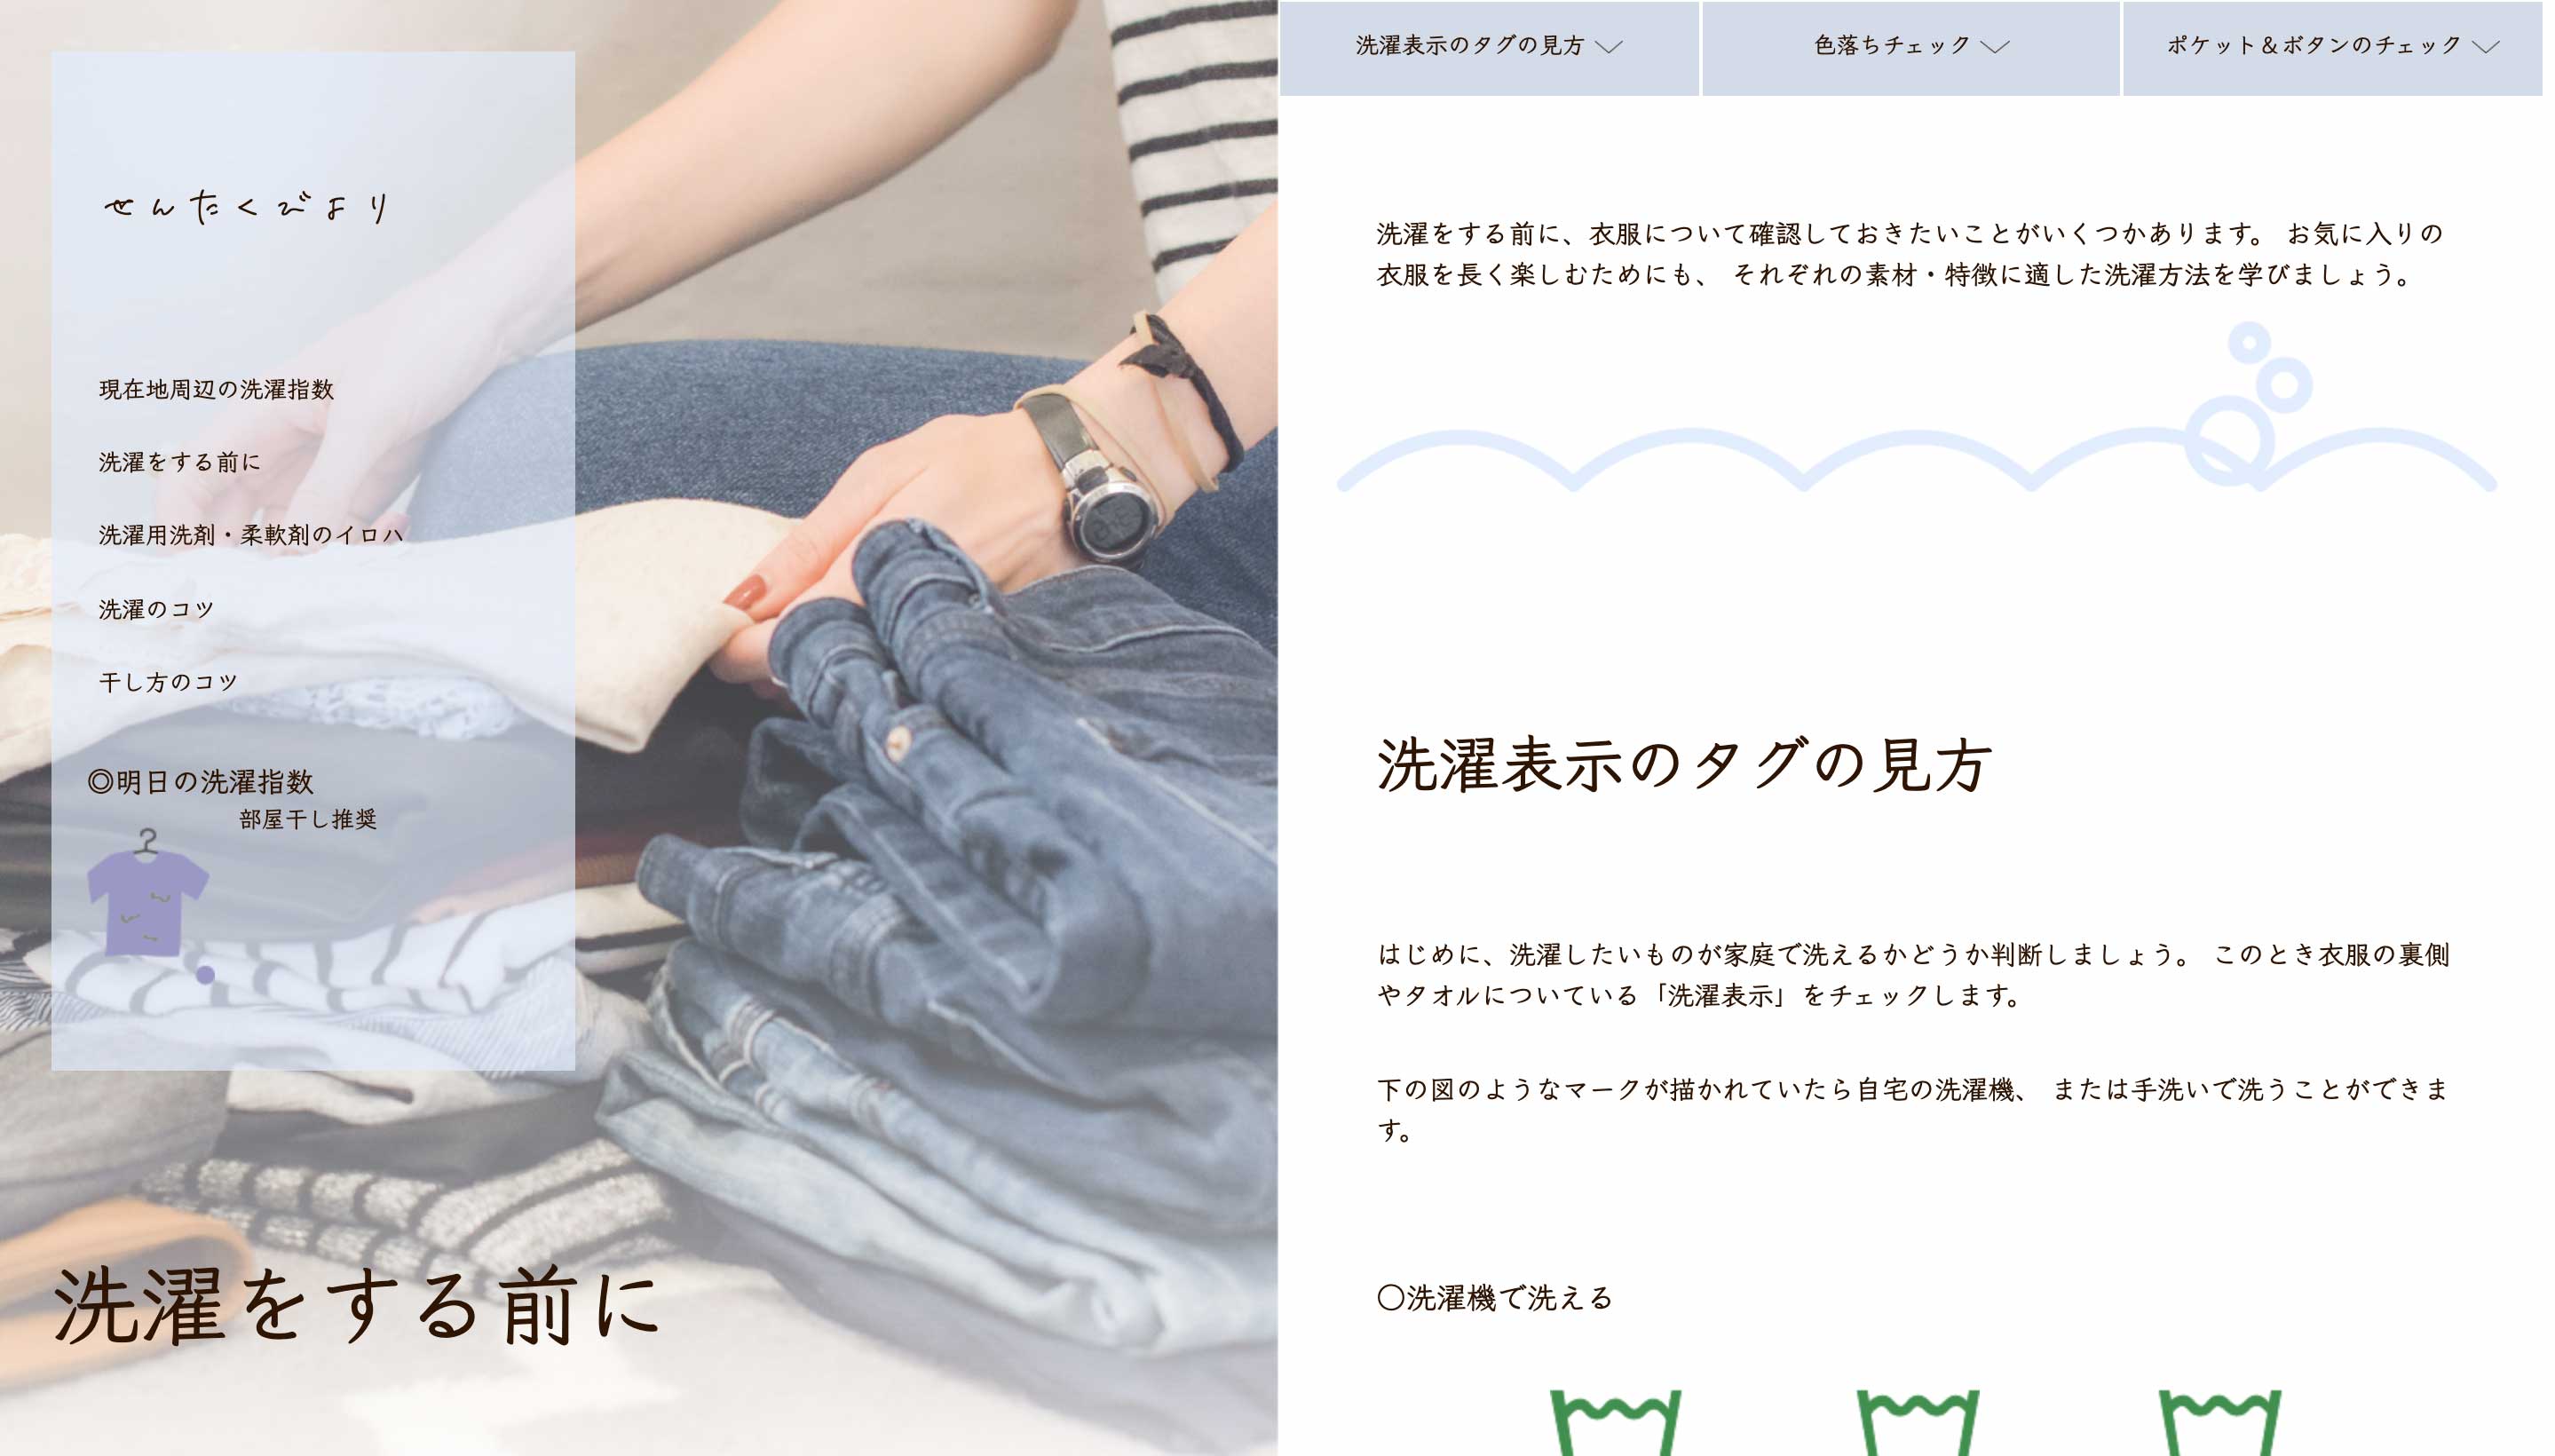 せんたくびより
現在地周辺の洗濯指数
洗濯をする前に
洗濯用洗剤・柔軟剤のイロハ
洗濯のコツ
干し方のコツ
◎明日の洗濯指数
部屋干し推奨
洗濯をする前に
洗濯表示のタグの見方
色落ちチェック
ポケット＆ボタンのチェック
洗濯をする前に、衣服について確認しておきたいことがいくつかあります。 お気に入りの
衣服を長く楽しむためにも、 それぞれの素材・特徴に適した洗濯方法を学びましょう。
洗濯表示のタグの見方
はじめに、洗濯したいものが家庭で洗えるかどうか判断しましょう。 このとき衣服の裏側
やタオルについている「洗濯表示」をチェックします。
下の図のようなマークが描かれていたら自宅の洗濯機、 または手洗いで洗うことができま
す。
〇洗濯機で洗える